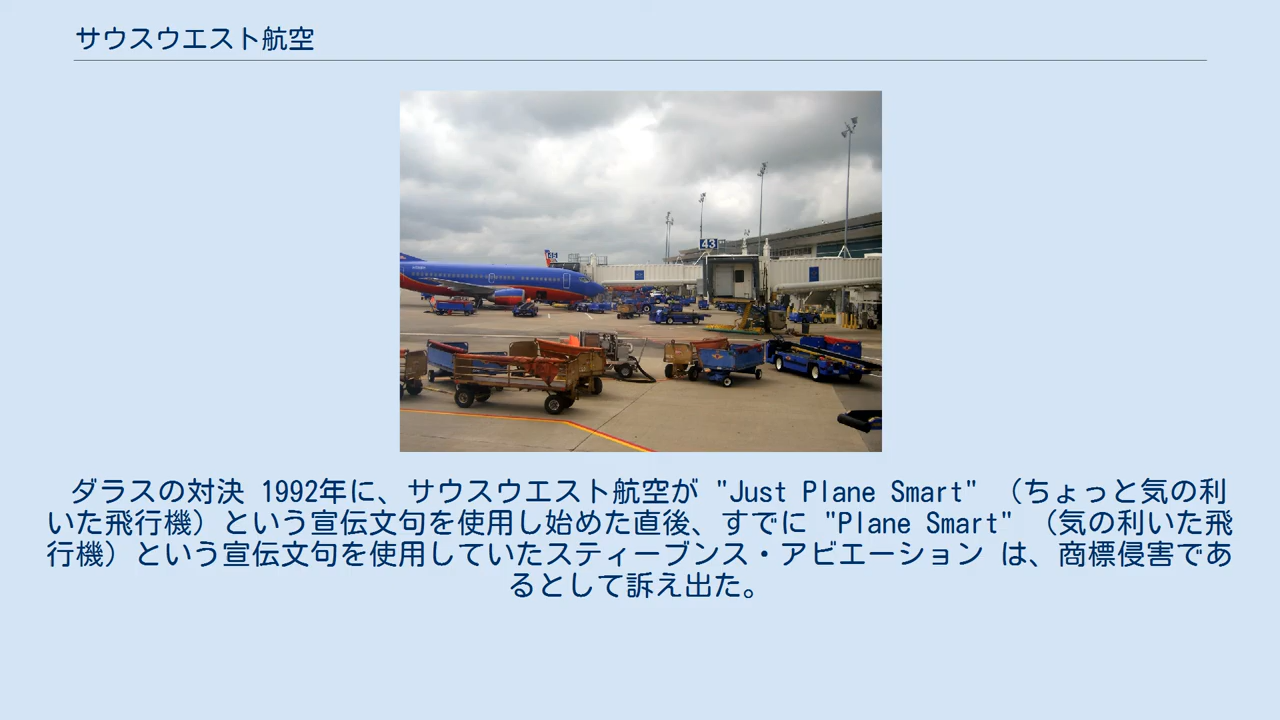 サウスウエスト航空
43
ダラスの対決 1992年に、サウスウエスト航空が "Just Plane Smart" （ちょっと気の利
いた飛行機）という宣伝文句を使用し始めた直後、すでに "Plane Smart" （気の利いた飛
行機）という宣伝文句を使用していたスティーブンス・アビエーション は、商標侵害であ
るとして訴え出た。